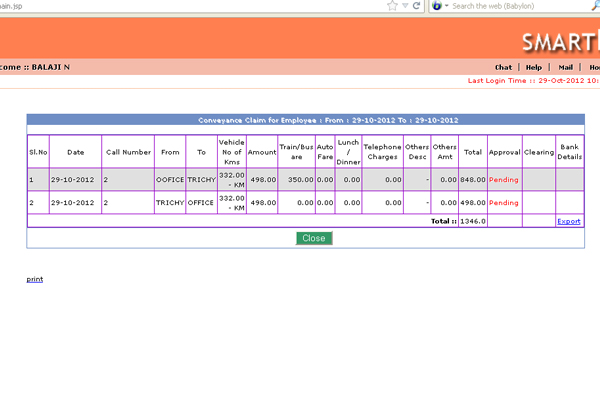 ain.jsp
Search the web (Babylon)
SMART
come :: BALAJI N
Chat | Help | Mail | Ho
Last Login Time :: 29-Oct-2012 10:
Conveyance Claim for Employee : From : 29-10-2012 To : 29-10-2012
Sl.No Date Call Number From To Vehicle No of Kms Amount Train/Bus are Auto Fare Lunch / Dinner Telephone Charges Others Desc Others Amt Total Approval Clearing Bank Details
1 29-10-2012 2 OOFICE TRICHY 332.00 - KM 498.00 350.00 0.00 0.00 0.00 - 0.00 848.00 Pending
2 29-10-2012 2 TRICHY OFFICE 332.00 - KM 498.00 0.00 0.00 0.00 0.00 - 0.00 498.00 Pending
Total :: 1346.0 Export
Close
print